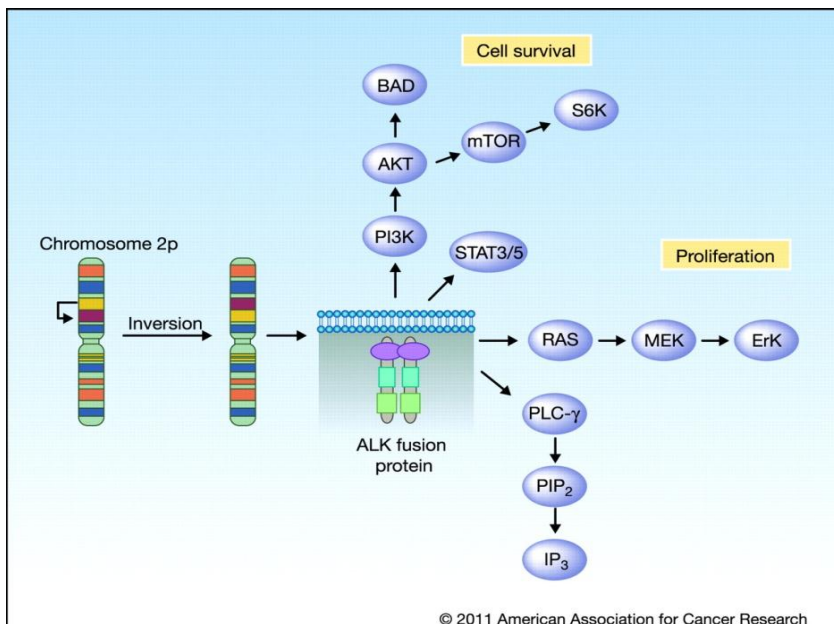 Cell survival
BAD
S6K
mTOR
AKT
PI3K
STAT3/5
Chromosome 2p
Proliferation
Inversion
RAS
MEK
ErK
PLC-γ
ALK fusion
protein
PIP₂
IP₃
© 2011 American Association for Cancer Research